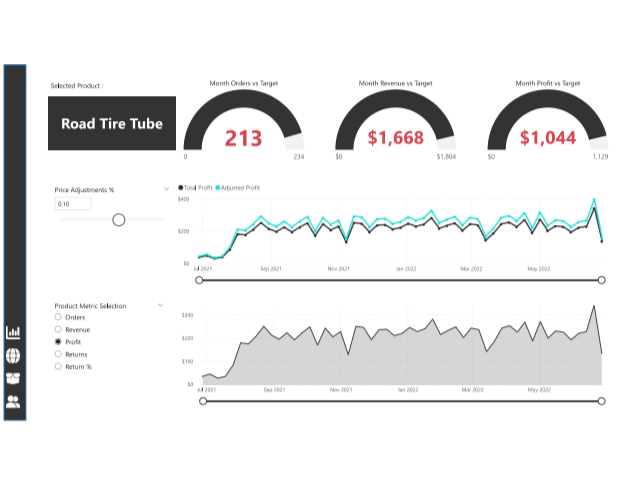 Selected Product :
Road Tire Tube
Month Orders vs Target
213
0
234
Month Revenue vs Target
$1,668
$0
$1,804
Month Profit vs Target
$1,044
$0
1,129
Price Adjustments %
0.10
Total Profit
Adjusted Profit
$400
$200
$0
Jul 2021
Sep 2021
Nov 2021
Jan 2022
Mar 2022
May 2022
Product Metric Selection
Orders
Revenue
Profit
Returns
Return %
$300
$200
$100
$0
Jul 2021
Sep 2021
Nov 2021
Jan 2022
Mar 2022
May 2022